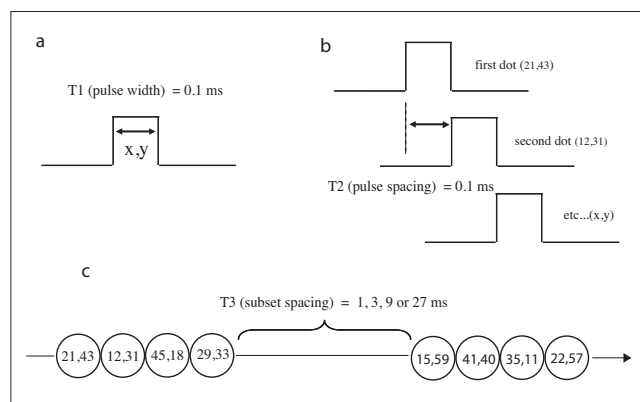 a
T1 (pulse width) = 0.1 ms
x,y
b
first dot (21,43)
second dot (12,31)
T2 (pulse spacing) = 0.1 ms
etc...(x,y)
c
T3 (subset spacing) = 1, 3, 9 or 27 ms
21,43 12,31 45,18 29,33 15,59 41,40 35,11 22,57